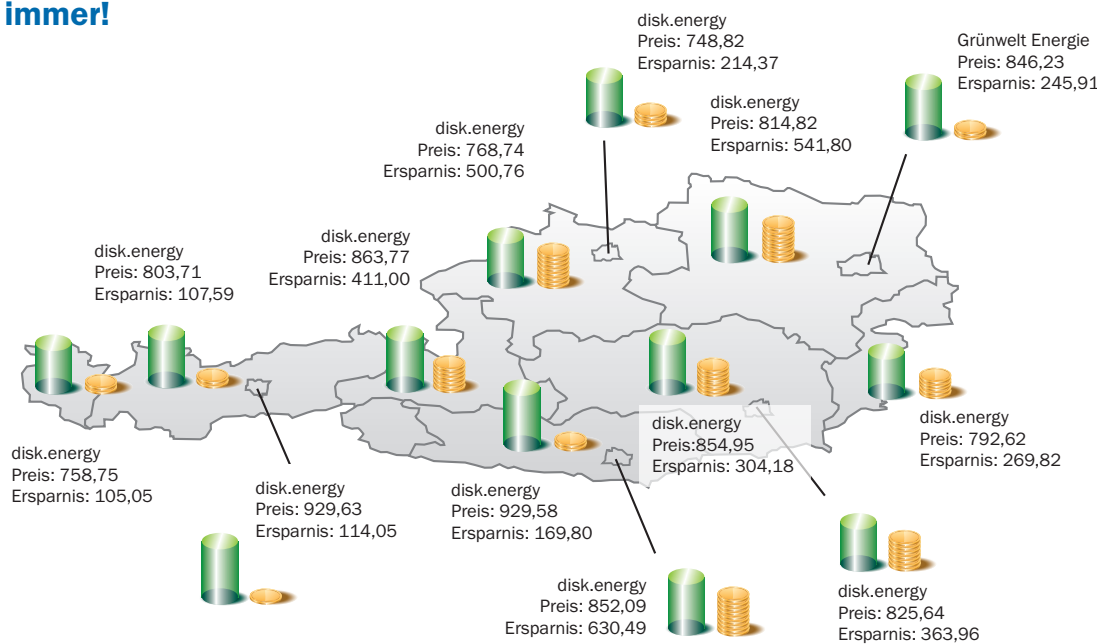 immer!
disk.energy
Preis: 748,82
Ersparnis: 214,37
Grünwelt Energie
Preis: 846,23
Ersparnis: 245,91
disk.energy
Preis: 814,82
Ersparnis: 541,80
disk.energy
Preis: 768,74
Ersparnis: 500,76
disk.energy
Preis: 863,77
Ersparnis: 411,00
disk.energy
Preis: 803,71
Ersparnis: 107,59
disk.energy
Preis: 758,75
Ersparnis: 105,05
disk.energy
Preis: 929,63
Ersparnis: 114,05
disk.energy
Preis: 929,58
Ersparnis: 169,80
disk.energy
Preis:854,95
Ersparnis: 304,18
disk.energy
Preis: 792,62
Ersparnis: 269,82
disk.energy
Preis: 852,09
Ersparnis: 630,49
disk.energy
Preis: 825,64
Ersparnis: 363,96